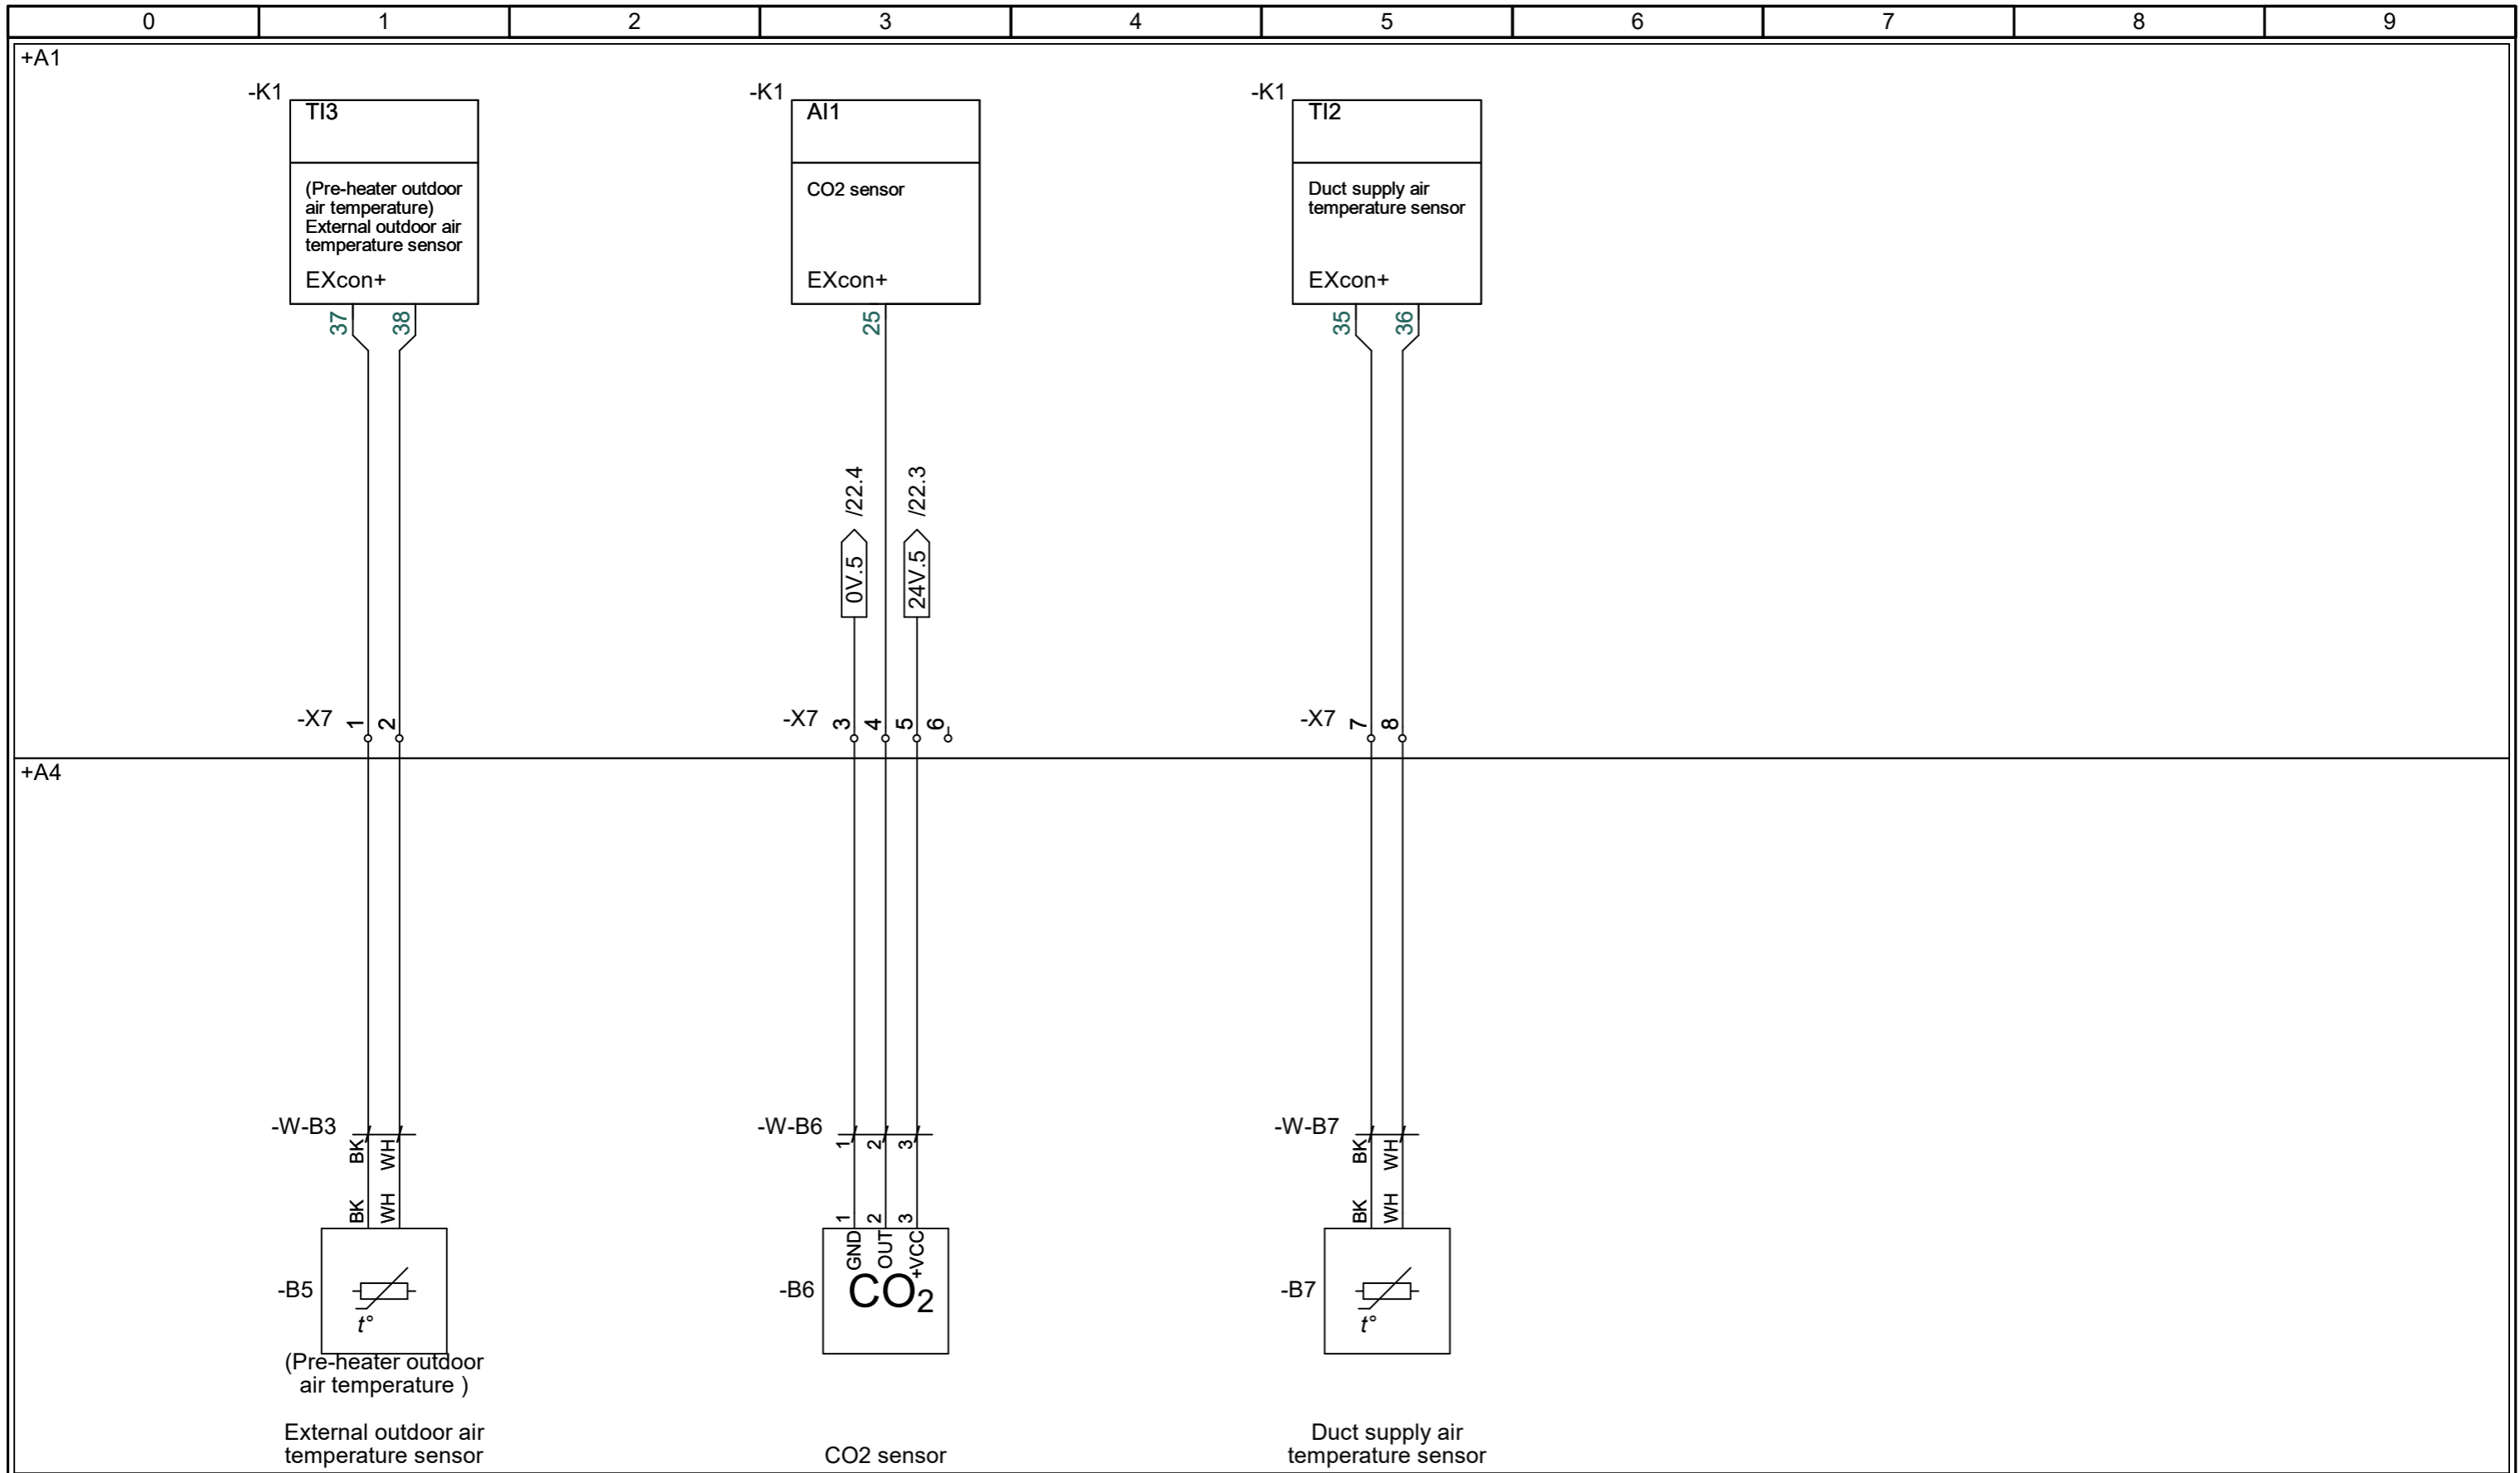 0 1 2 3 4 5 6 7 8 9
+A1
-K1
TI3
(Pre-heater outdoor
air temperature)
External outdoor air
temperature sensor
EXcon+
37 38
-K1
AI1
CO2 sensor
EXcon+
25
-K1
TI2
Duct supply air
temperature sensor
EXcon+
35 36
/22.4 /22.3
0V.5 24V.5
-X7 1 2
-X7 3 4 5 6
-X7 7 8
+A4
-W-B3 BK WH
-W-B6 1 2 3
-W-B7 BK WH
BK WH
1 2 3
BK WH
GND OUT +VCC
-B5
t°
-B6
CO₂
-B7
t°
(Pre-heater outdoor
air temperature )
External outdoor air
temperature sensor
CO2 sensor
Duct supply air
temperature sensor